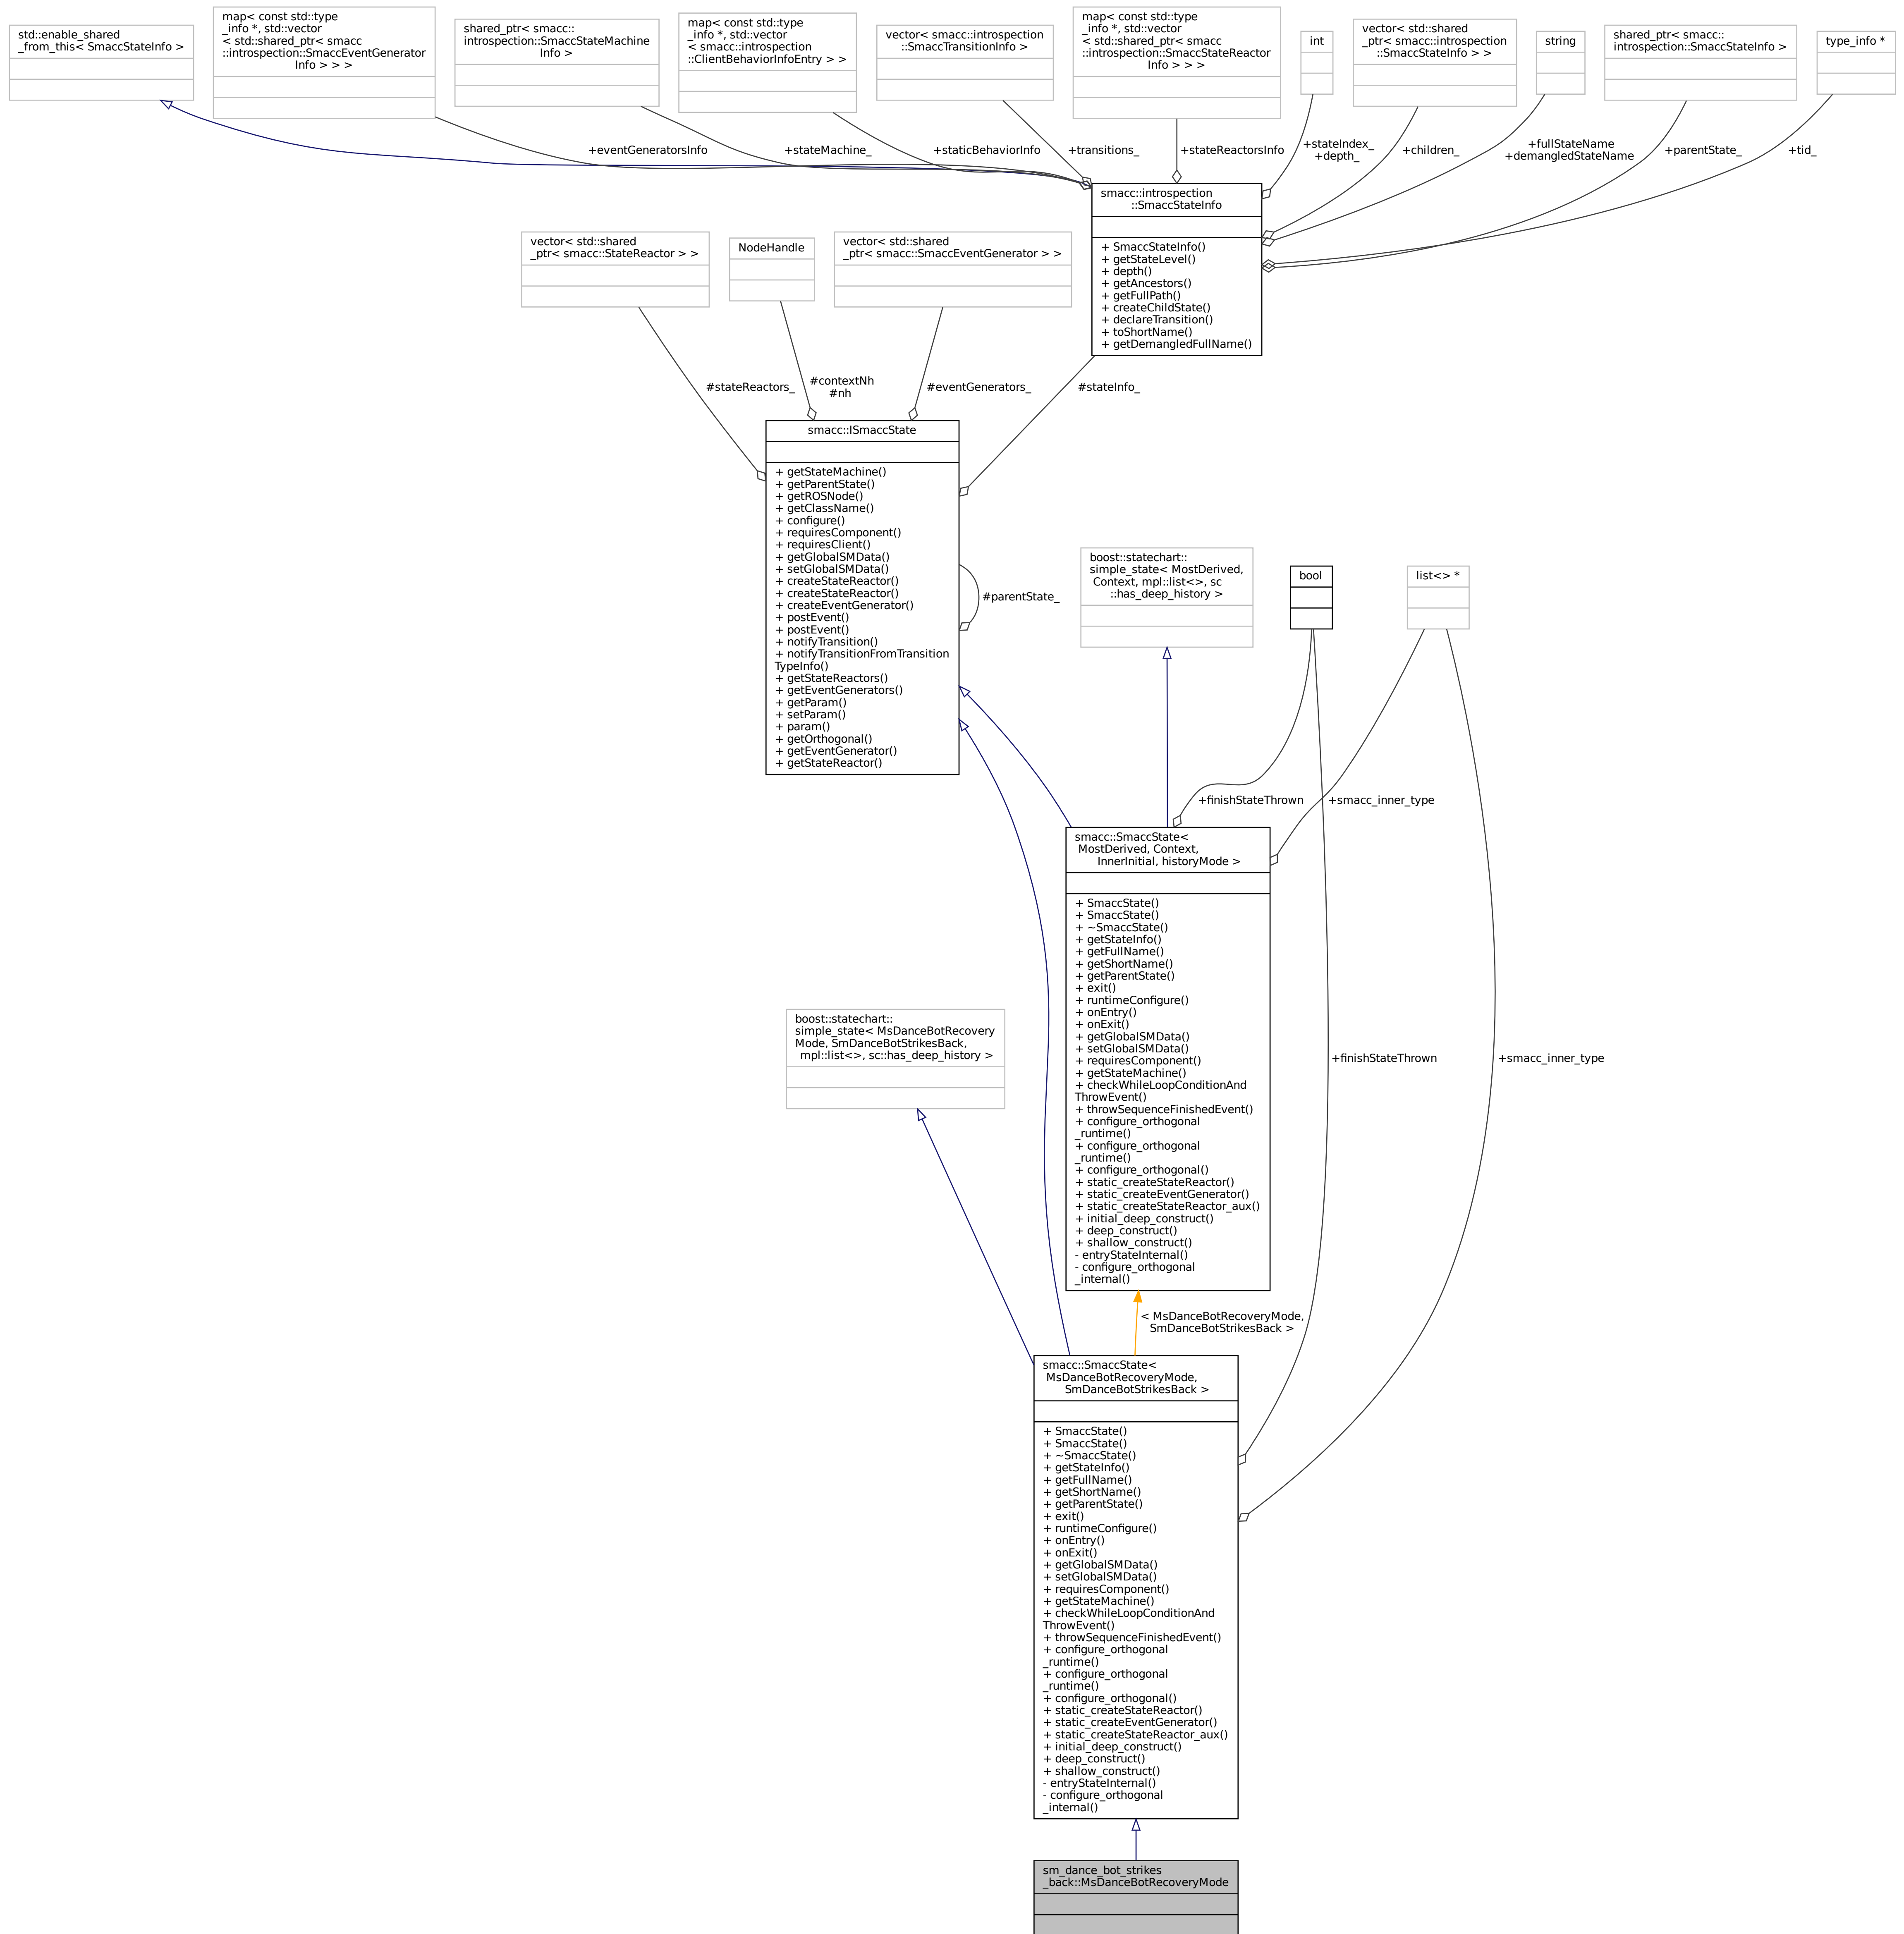 std::enable_shared
_from_this< SmaccStateInfo >
map< const std::type
_info *, std::vector
< std::shared_ptr< smacc
::introspection::SmaccEventGenerator
Info > > >
shared_ptr< smacc::
introspection::SmaccStateMachine
Info >
map< const std::type
_info *, std::vector
< smacc::introspection
::ClientBehaviorInfoEntry > >
vector< smacc::introspection
::SmaccTransitionInfo >
map< const std::type
_info *, std::vector
< std::shared_ptr< smacc
::introspection::SmaccStateReactor
Info > > >
int
vector< std::shared
_ptr< smacc::introspection
::SmaccStateInfo > >
string
shared_ptr< smacc::
introspection::SmaccStateInfo >
type_info *
+eventGeneratorsInfo
+stateMachine_
+staticBehaviorInfo
+transitions_
+stateReactorsInfo
+stateIndex_
+depth_
+children_
+fullStateName
+demangledStateName
+parentState_
+tid_
smacc::introspection
::SmaccStateInfo
+ SmaccStateInfo()
+ getStateLevel()
+ depth()
+ getAncestors()
+ getFullPath()
+ createChildState()
+ declareTransition()
+ toShortName()
+ getDemangledFullName()
vector< std::shared
_ptr< smacc::StateReactor > >
NodeHandle
vector< std::shared
_ptr< smacc::SmaccEventGenerator > >
#stateReactors_
#contextNh
#nh
#eventGenerators_
#stateInfo_
smacc::ISmaccState
+ getStateMachine()
+ getParentState()
+ getROSNode()
+ getClassName()
+ configure()
+ requiresComponent()
+ requiresClient()
+ getGlobalSMData()
+ setGlobalSMData()
+ createStateReactor()
+ createStateReactor()
+ createEventGenerator()
+ postEvent()
+ postEvent()
+ notifyTransition()
+ notifyTransitionFromTransition
TypeInfo()
+ getStateReactors()
+ getEventGenerators()
+ getParam()
+ setParam()
+ param()
+ getOrthogonal()
+ getEventGenerator()
+ getStateReactor()
#parentState_
boost::statechart::
simple_state< MostDerived,
Context, mpl::list<>, sc
::has_deep_history >
bool
list<> *
+finishStateThrown
+smacc_inner_type
smacc::SmaccState<
MostDerived, Context,
InnerInitial, historyMode >
+ SmaccState()
+ SmaccState()
+ ~SmaccState()
+ getStateInfo()
+ getFullName()
+ getShortName()
+ getParentState()
+ exit()
+ runtimeConfigure()
+ onEntry()
+ onExit()
+ getGlobalSMData()
+ setGlobalSMData()
+ requiresComponent()
+ getStateMachine()
+ checkWhileLoopConditionAnd
ThrowEvent()
+ throwSequenceFinishedEvent()
+ configure_orthogonal
_runtime()
+ configure_orthogonal
_runtime()
+ configure_orthogonal()
+ static_createStateReactor()
+ static_createEventGenerator()
+ static_createStateReactor_aux()
+ initial_deep_construct()
+ deep_construct()
+ shallow_construct()
- entryStateInternal()
- configure_orthogonal
_internal()
boost::statechart::
simple_state< MsDanceBotRecovery
Mode, SmDanceBotStrikesBack,
mpl::list<>, sc::has_deep_history >
+finishStateThrown
+smacc_inner_type
< MsDanceBotRecoveryMode,
SmDanceBotStrikesBack >
smacc::SmaccState<
MsDanceBotRecoveryMode,
SmDanceBotStrikesBack >
+ SmaccState()
+ SmaccState()
+ ~SmaccState()
+ getStateInfo()
+ getFullName()
+ getShortName()
+ getParentState()
+ exit()
+ runtimeConfigure()
+ onEntry()
+ onExit()
+ getGlobalSMData()
+ setGlobalSMData()
+ requiresComponent()
+ getStateMachine()
+ checkWhileLoopConditionAnd
ThrowEvent()
+ throwSequenceFinishedEvent()
+ configure_orthogonal
_runtime()
+ configure_orthogonal
_runtime()
+ configure_orthogonal()
+ static_createStateReactor()
+ static_createEventGenerator()
+ static_createStateReactor_aux()
+ initial_deep_construct()
+ deep_construct()
+ shallow_construct()
- entryStateInternal()
- configure_orthogonal
_internal()
sm_dance_bot_strikes
_back::MsDanceBotRecoveryMode